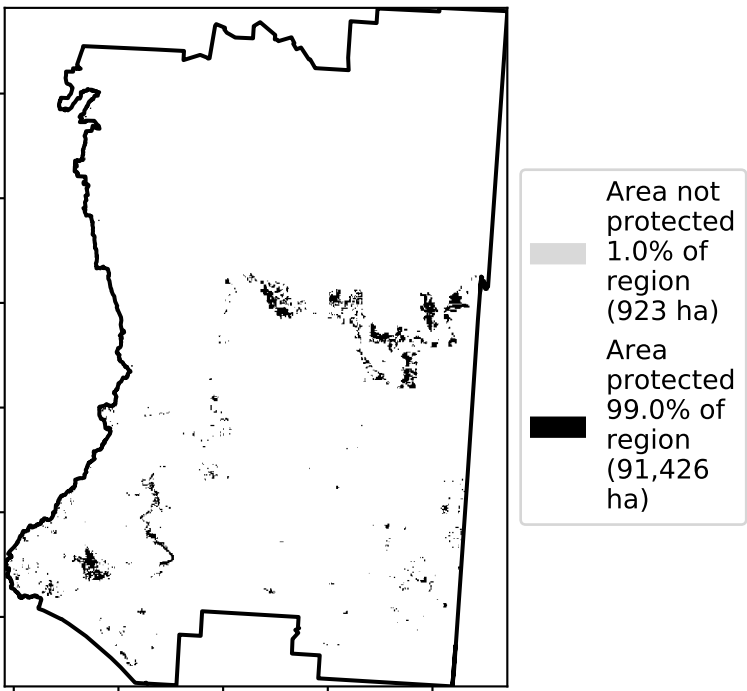 Area not
protected
1.0% of
region
(923 ha)
Area
protected
99.0% of
region
(91,426
ha)